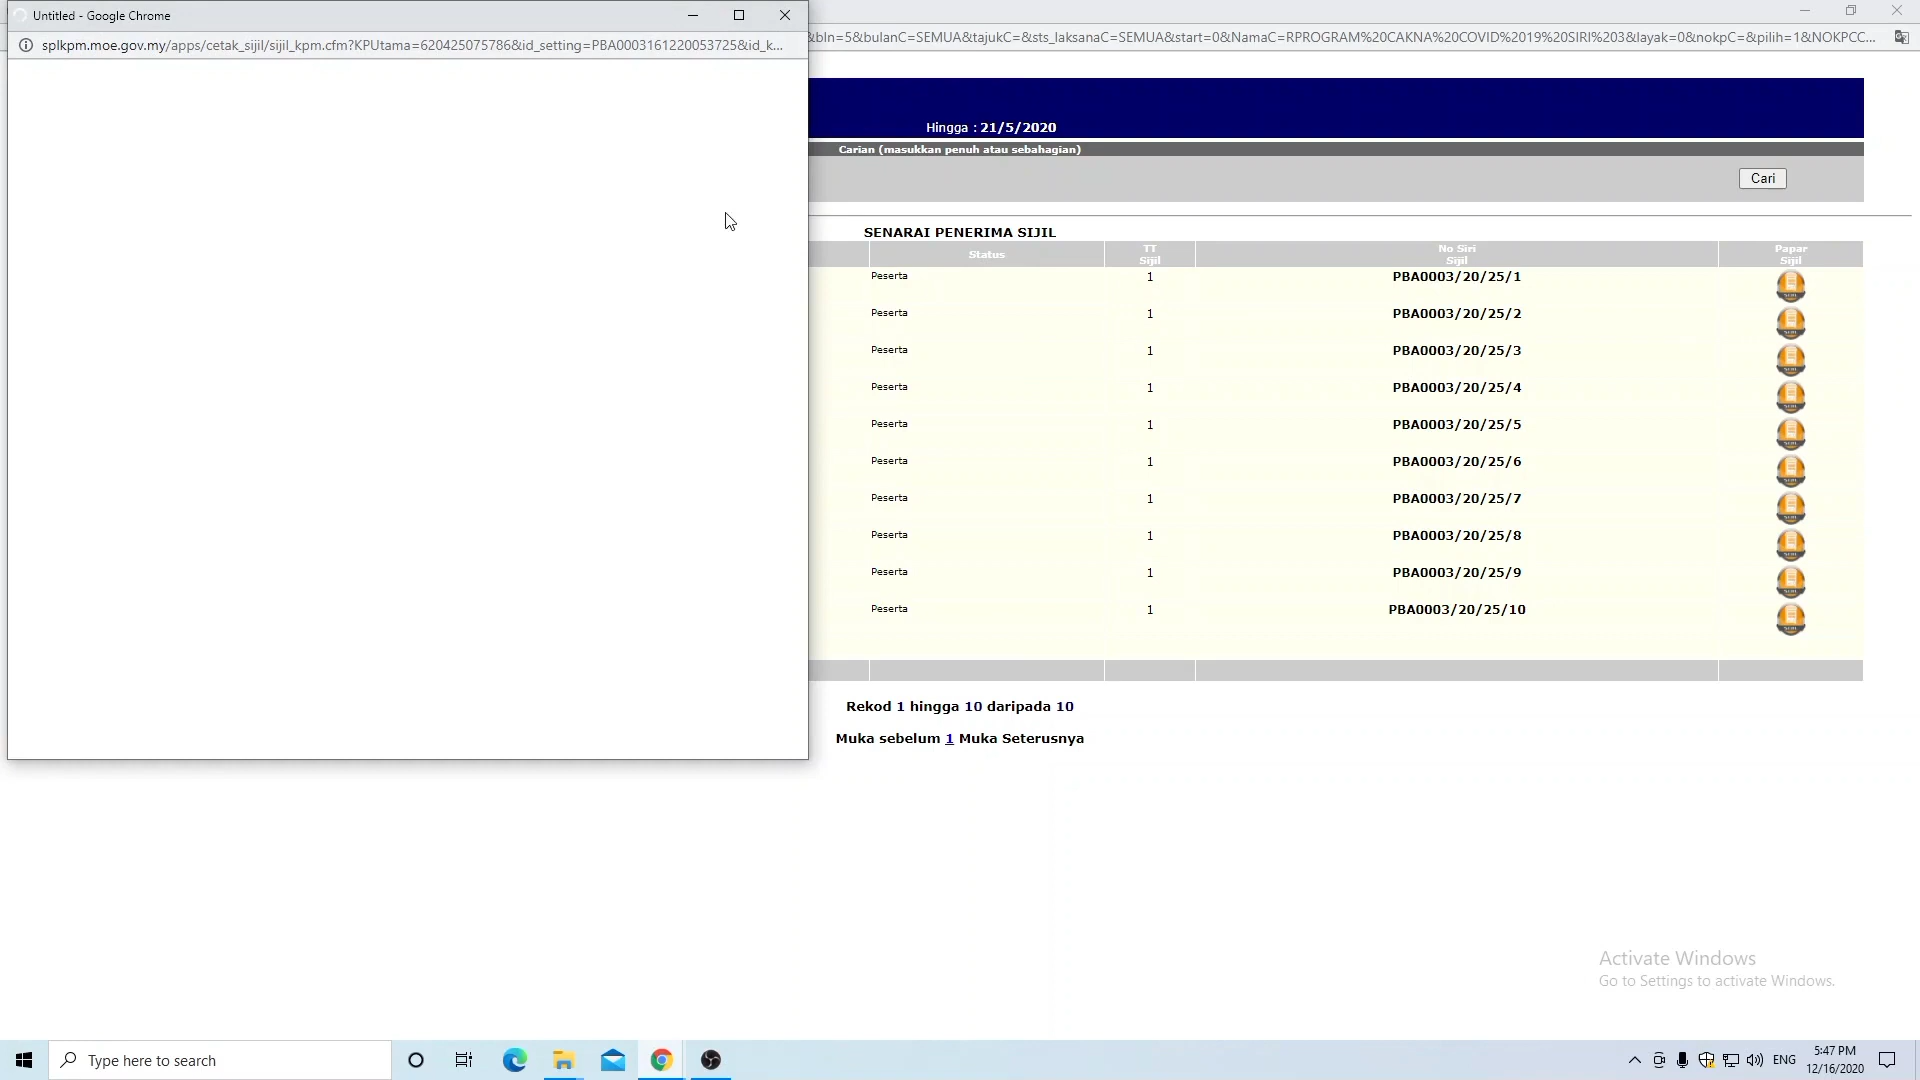 Untitled - Google Chrome
splkpm.moe.gov.my/apps/cetak_sijil/sijil_kpm.cfm?KPUtama=620425075786&id_setting=PBA0003161220053725&id_k...
&bln=5&bulanC=SEMUA&tajukC=&sts_laksanaC=SEMUA&start=0&NamaC=RPROGRAM%20CAKNA%20COVID%2019%20SIRI%203&layak=0&nokpC=&pilih=1&NOKPCC...
Hingga : 21/5/2020
Carian (masukkan penuh atau sebahagian)
Cari
SENARAI PENERIMA SIJIL
Status TT Sijil No Siri Sijil Papar Sijil
Peserta 1 PBA0003/20/25/1
Peserta 1 PBA0003/20/25/2
Peserta 1 PBA0003/20/25/3
Peserta 1 PBA0003/20/25/4
Peserta 1 PBA0003/20/25/5
Peserta 1 PBA0003/20/25/6
Peserta 1 PBA0003/20/25/7
Peserta 1 PBA0003/20/25/8
Peserta 1 PBA0003/20/25/9
Peserta 1 PBA0003/20/25/10
Rekod 1 hingga 10 daripada 10
Muka sebelum 1 Muka Seterusnya
Activate Windows
Go to Settings to activate Windows.
Type here to search
ENG
5:47 PM
12/16/2020